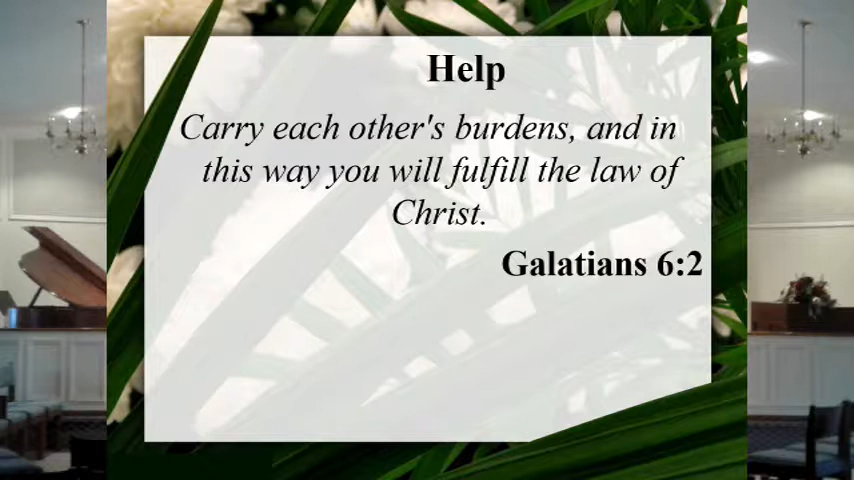 Help
Carry each other's burdens, and in
this way you will fulfill the law of
Christ.
Galatians 6:2